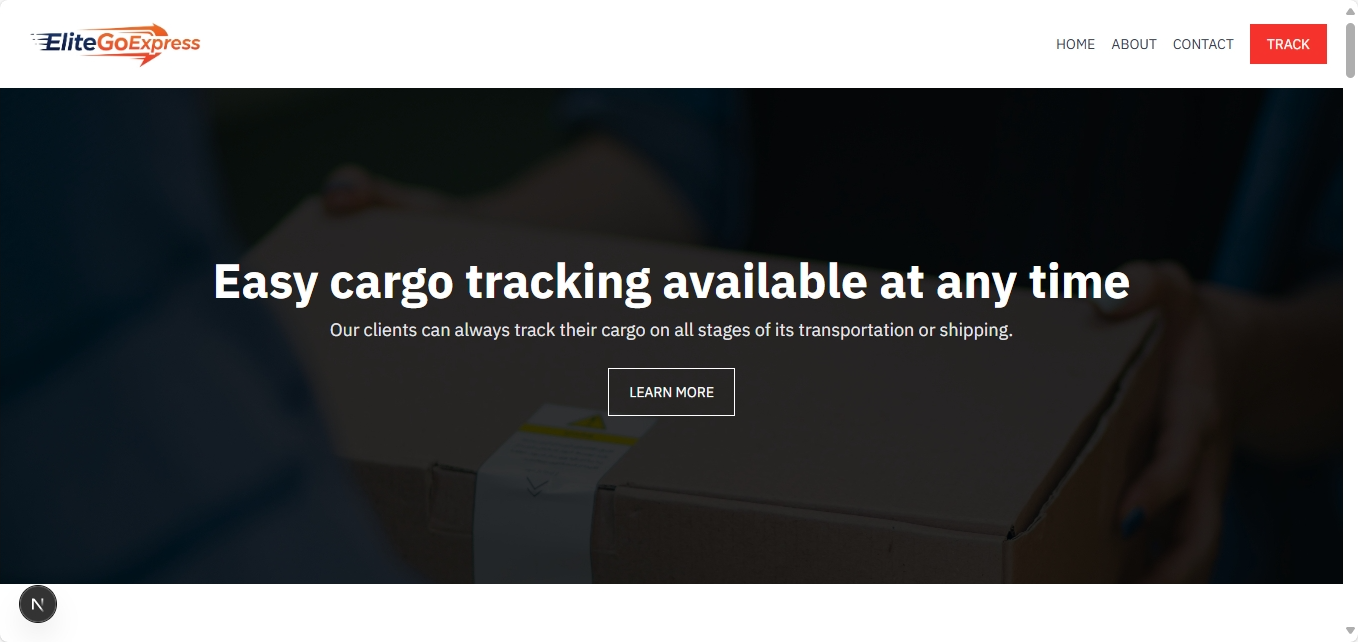 EliteGoExpress
HOME ABOUT CONTACT TRACK
Easy cargo tracking available at any time
Our clients can always track their cargo on all stages of its transportation or shipping.
LEARN MORE
N